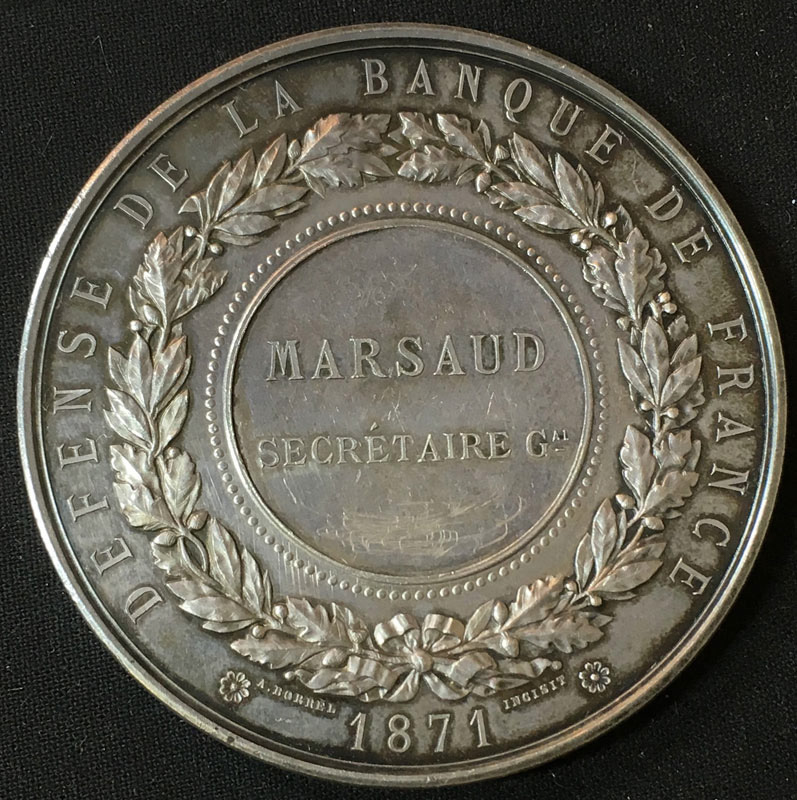 DEFENSE DE LA BANQUE DE FRANCE
MARSAUD
SECRÉTAIRE Gᴬᴸ
A. BORREL INCISIT
1871